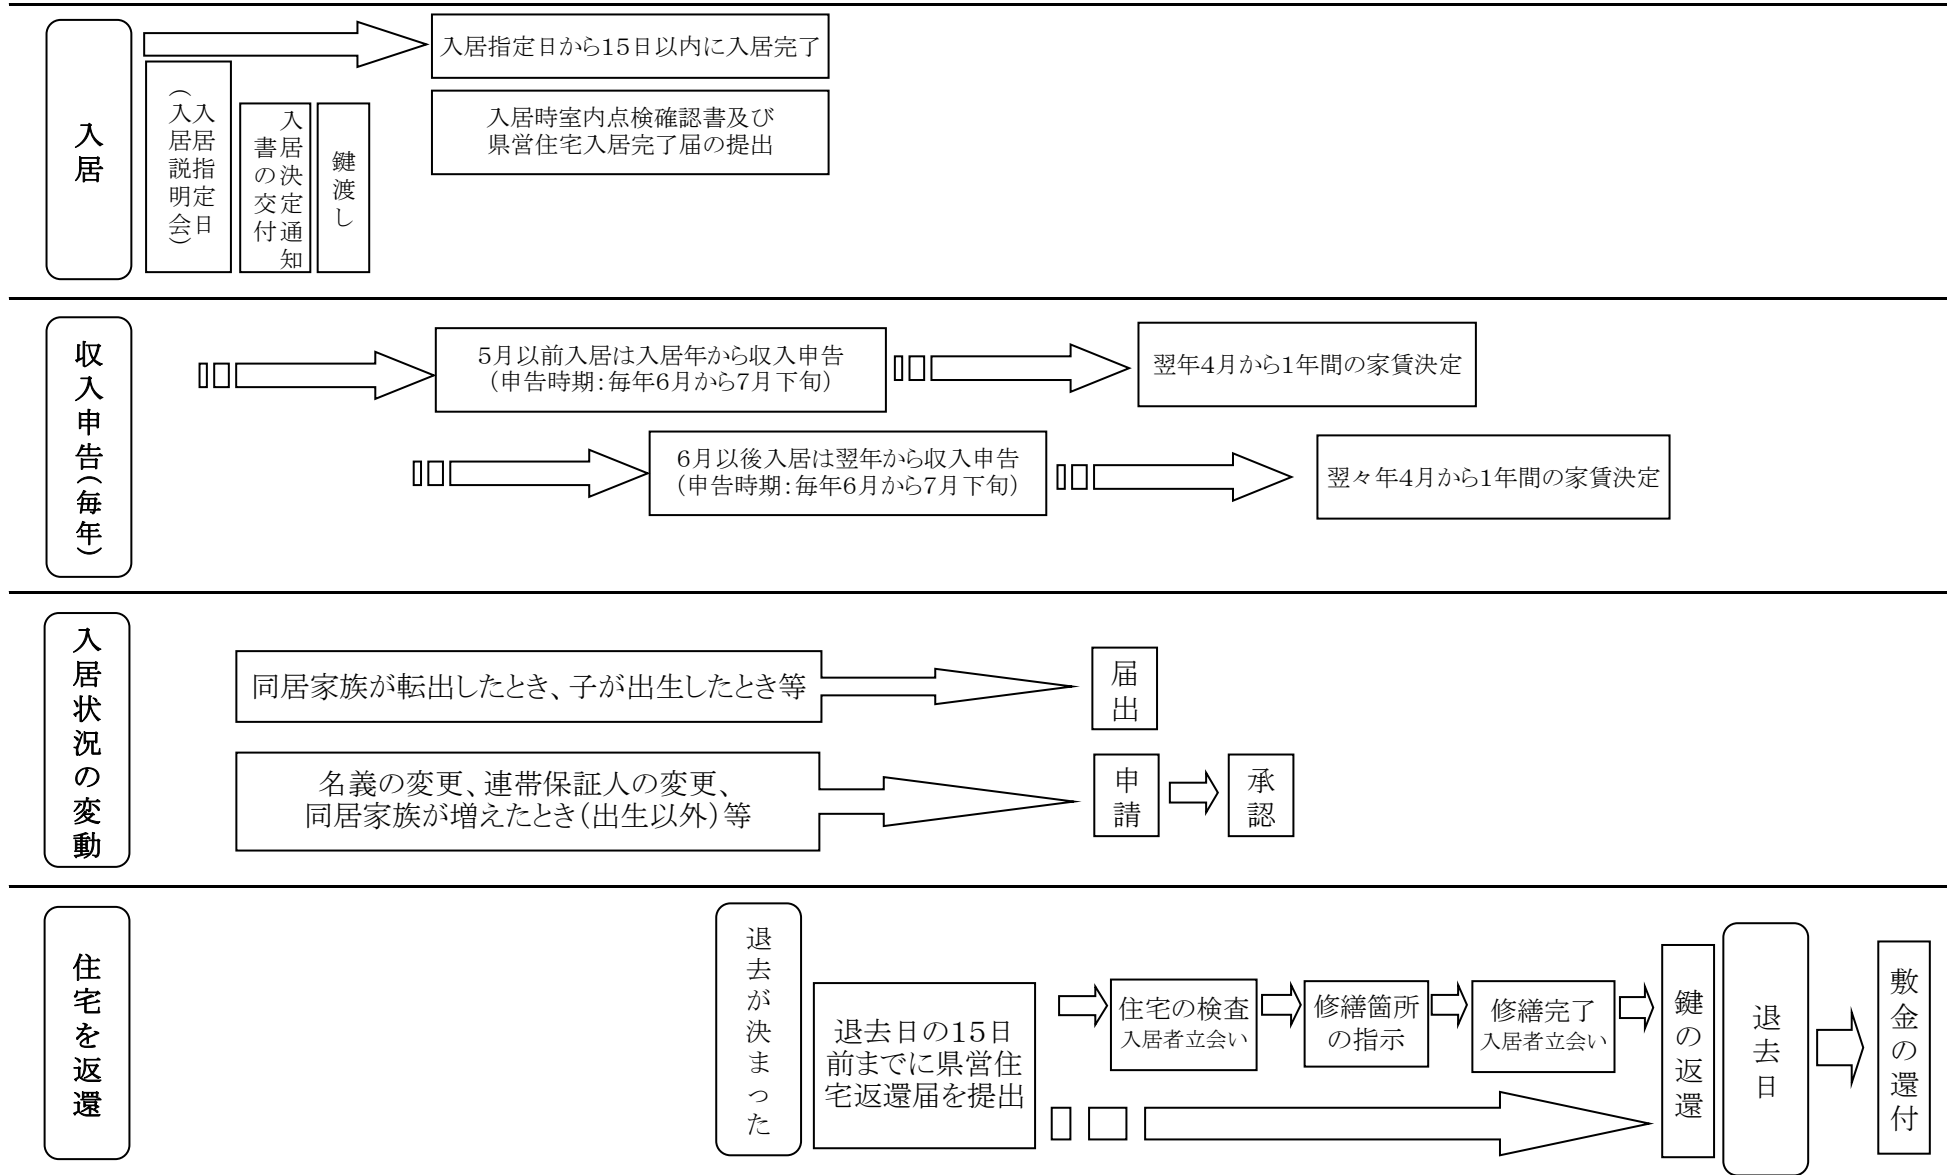 入居
入居指定日
(入居説明会)
入居決定通知
書の交付
鍵渡し
入居指定日から15日以内に入居完了
入居時室内点検確認書及び
県営住宅入居完了届の提出
収入申告(毎年)
5月以前入居は入居年から収入申告
(申告時期:毎年6月から7月下旬)
翌年4月から1年間の家賃決定
6月以後入居は翌年から収入申告
(申告時期:毎年6月から7月下旬)
翌々年4月から1年間の家賃決定
入居状況の変動
同居家族が転出したとき、子が出生したとき等
届出
名義の変更、連帯保証人の変更、
同居家族が増えたとき(出生以外)等
申請
承認
住宅を返還
退去が決まった
退去日の15日
前までに県営住
宅返還届を提出
住宅の検査
入居者立会い
修繕箇所
の指示
修繕完了
入居者立会い
鍵の返還
退去日
敷金の還付